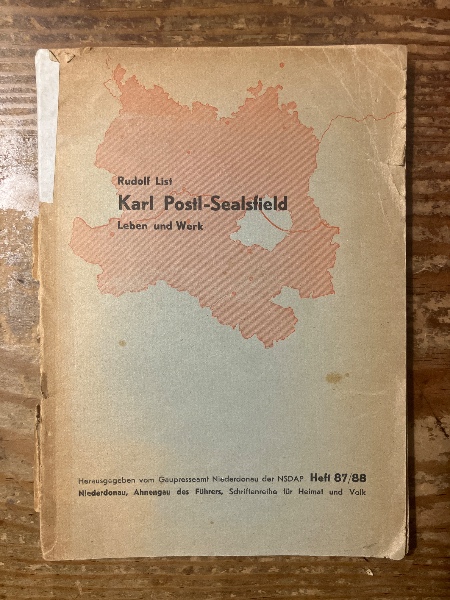 Rudolf List
Karl Postl-Sealsfield
Leben und Werk
Herausgegeben vom Gaupresseamt Niederdonau der NSDAP. Heft 87/88
Niederdonau, Ahnengau des Führers, Schriftenreihe für Heimat und Volk